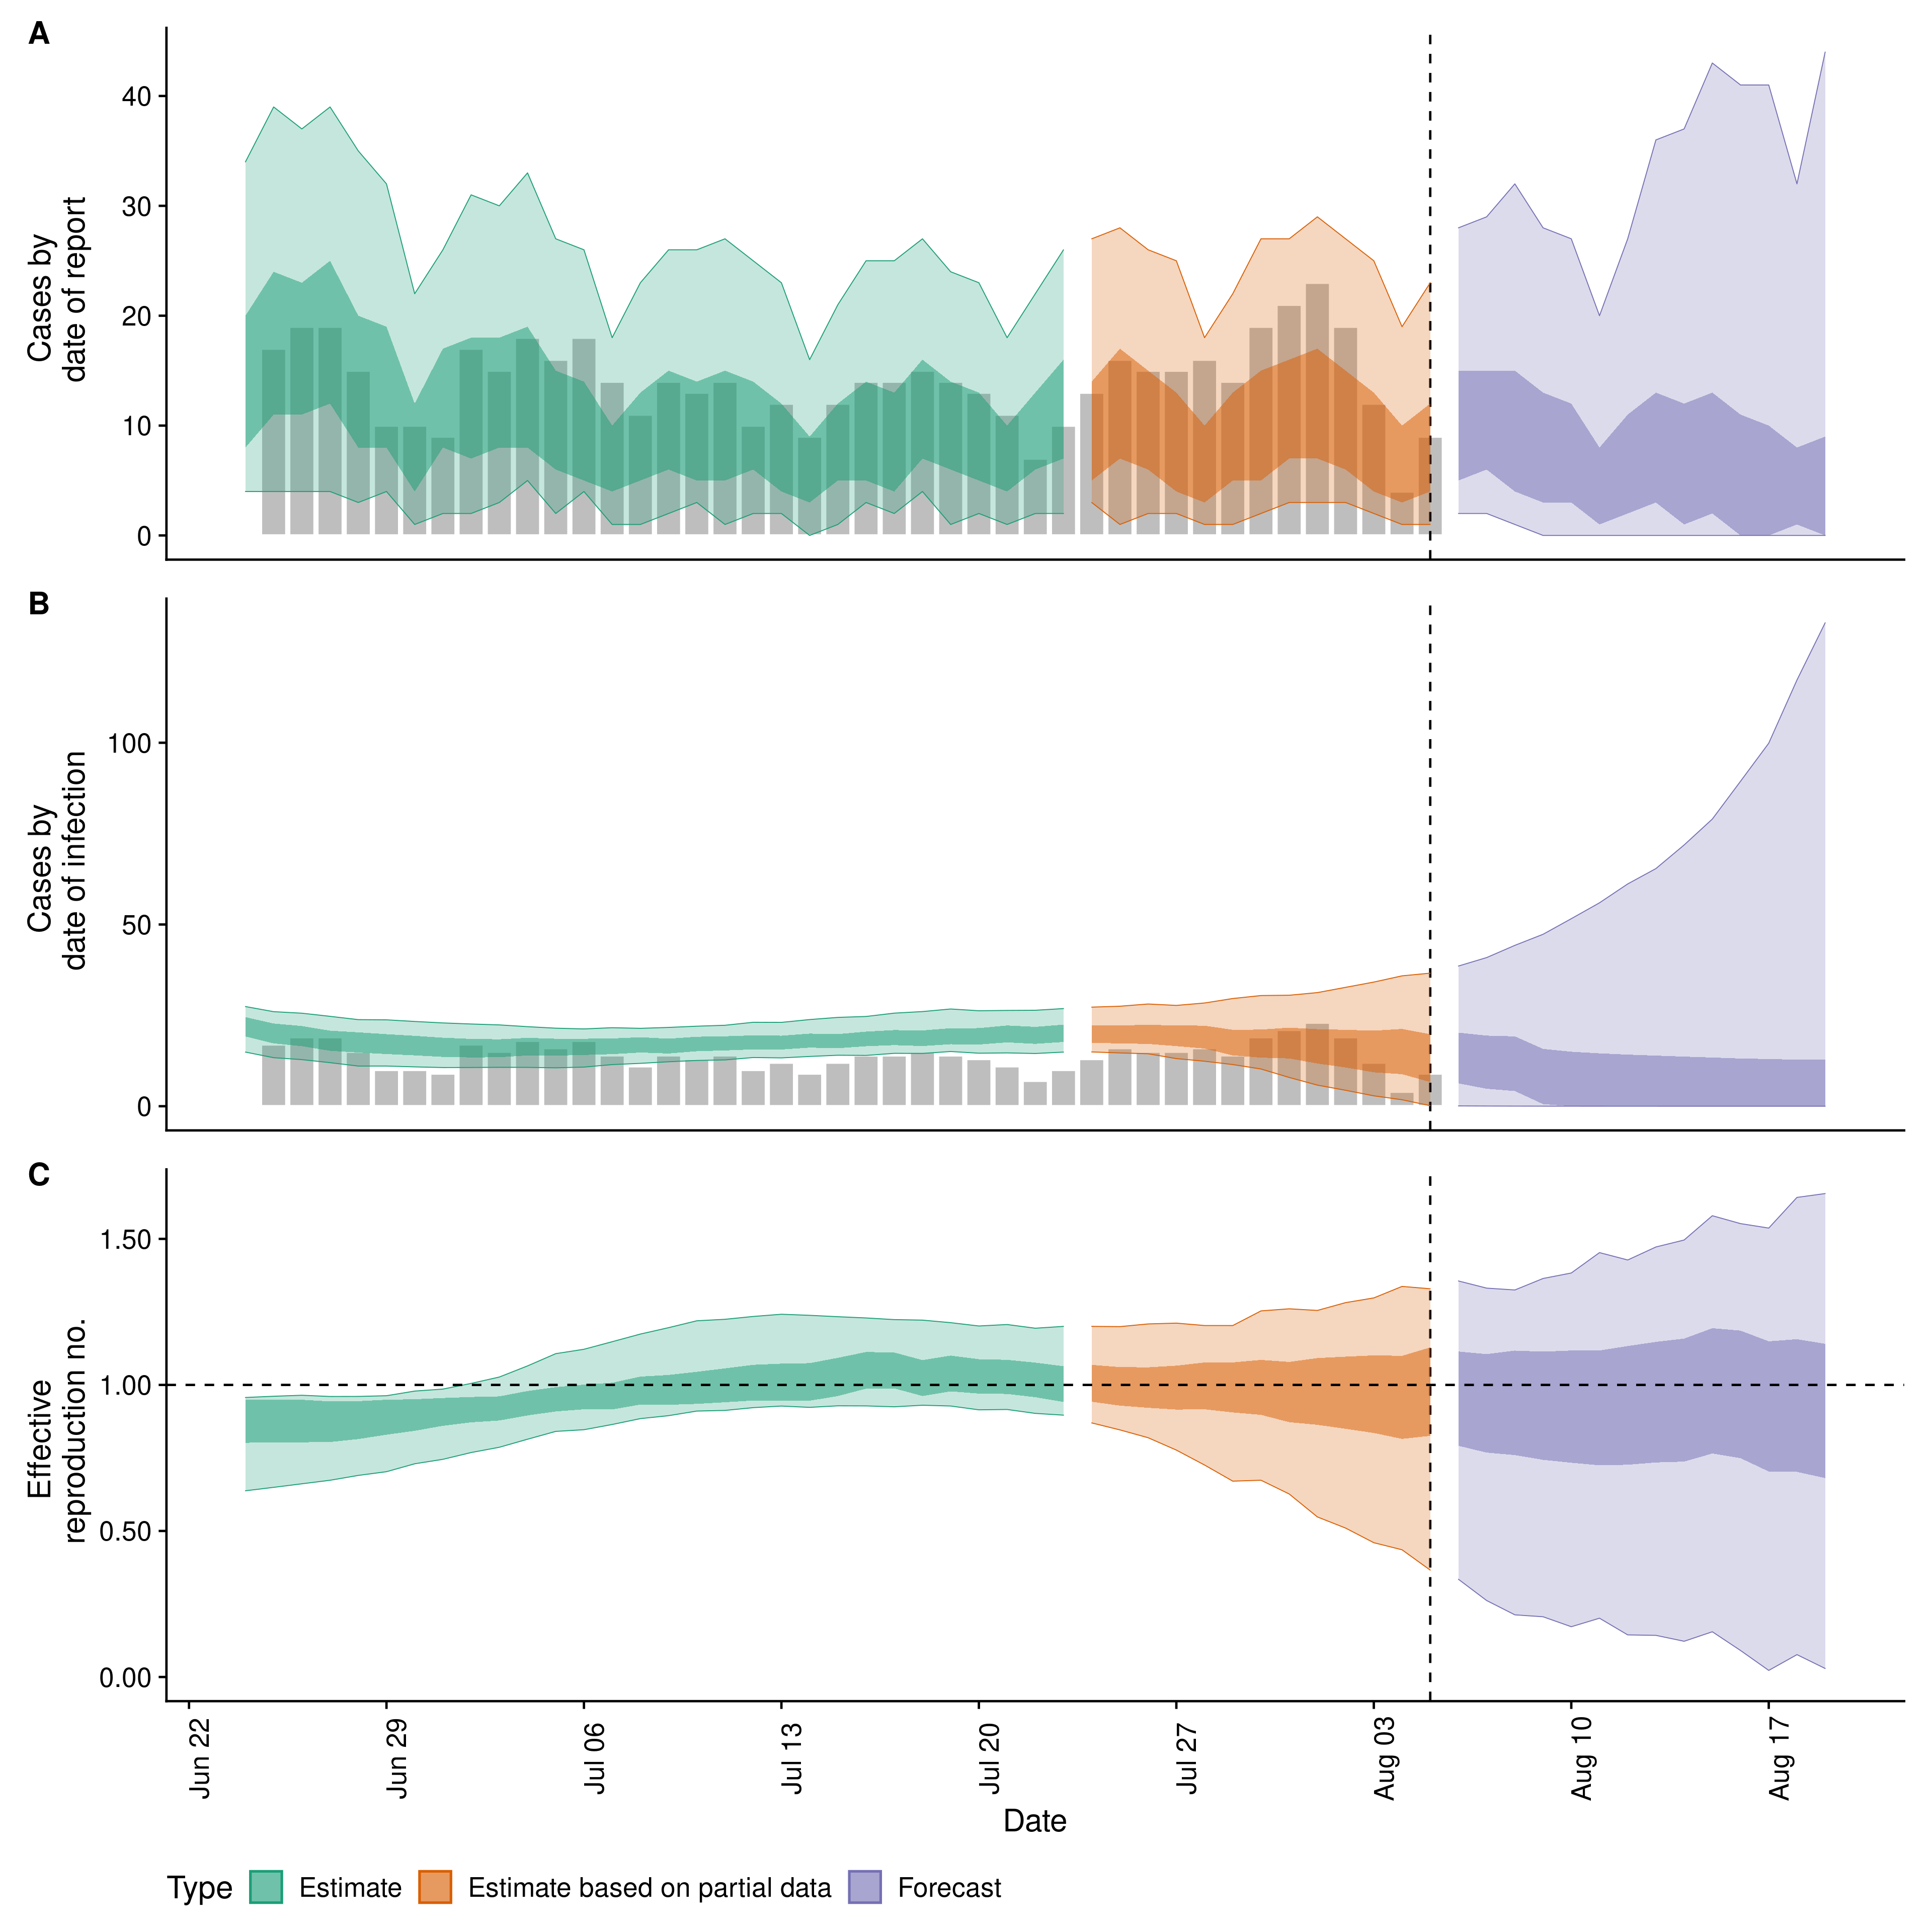 A
Cases by
date of report
40
30
20
10
0
B
Cases by
date of infection
100
50
0
C
Effective
reproduction no.
1.50
1.00
0.50
0.00
Jun 22
Jun 29
Jul 06
Jul 13
Jul 20
Jul 27
Aug 03
Aug 10
Aug 17
Date
Type Estimate Estimate based on partial data Forecast